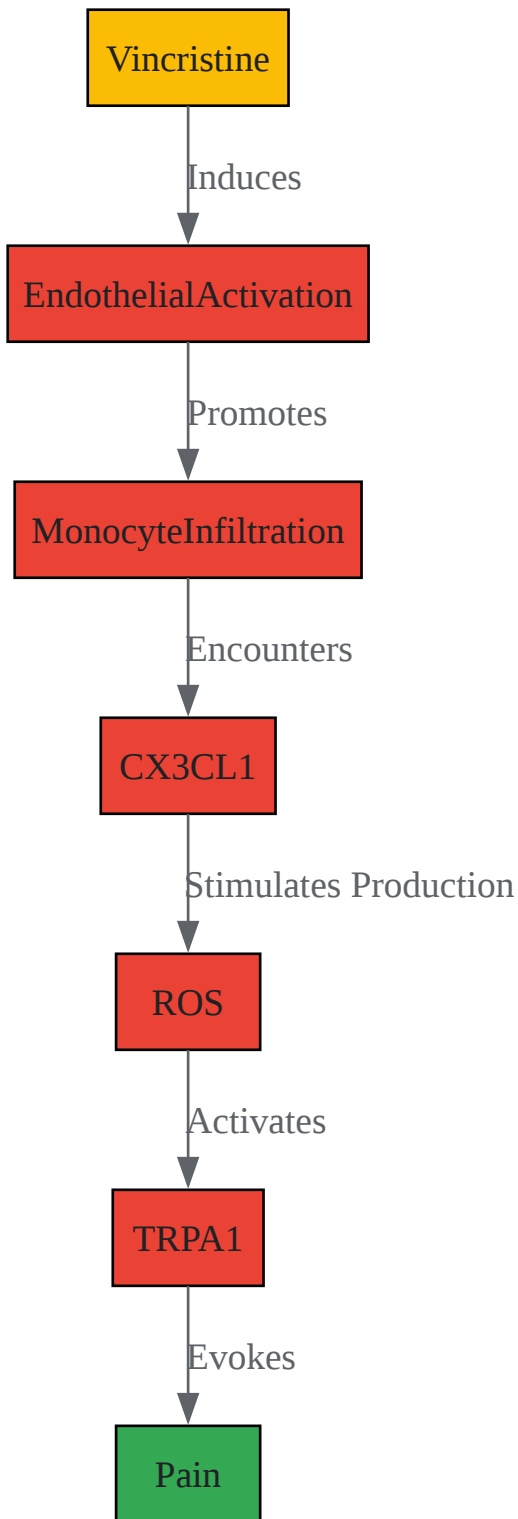 Vincristine
Induces
EndothelialActivation
Promotes
MonocyteInfiltration
Encounters
CX3CL1
Stimulates Production
ROS
Activates
TRPA1
Evokes
Pain